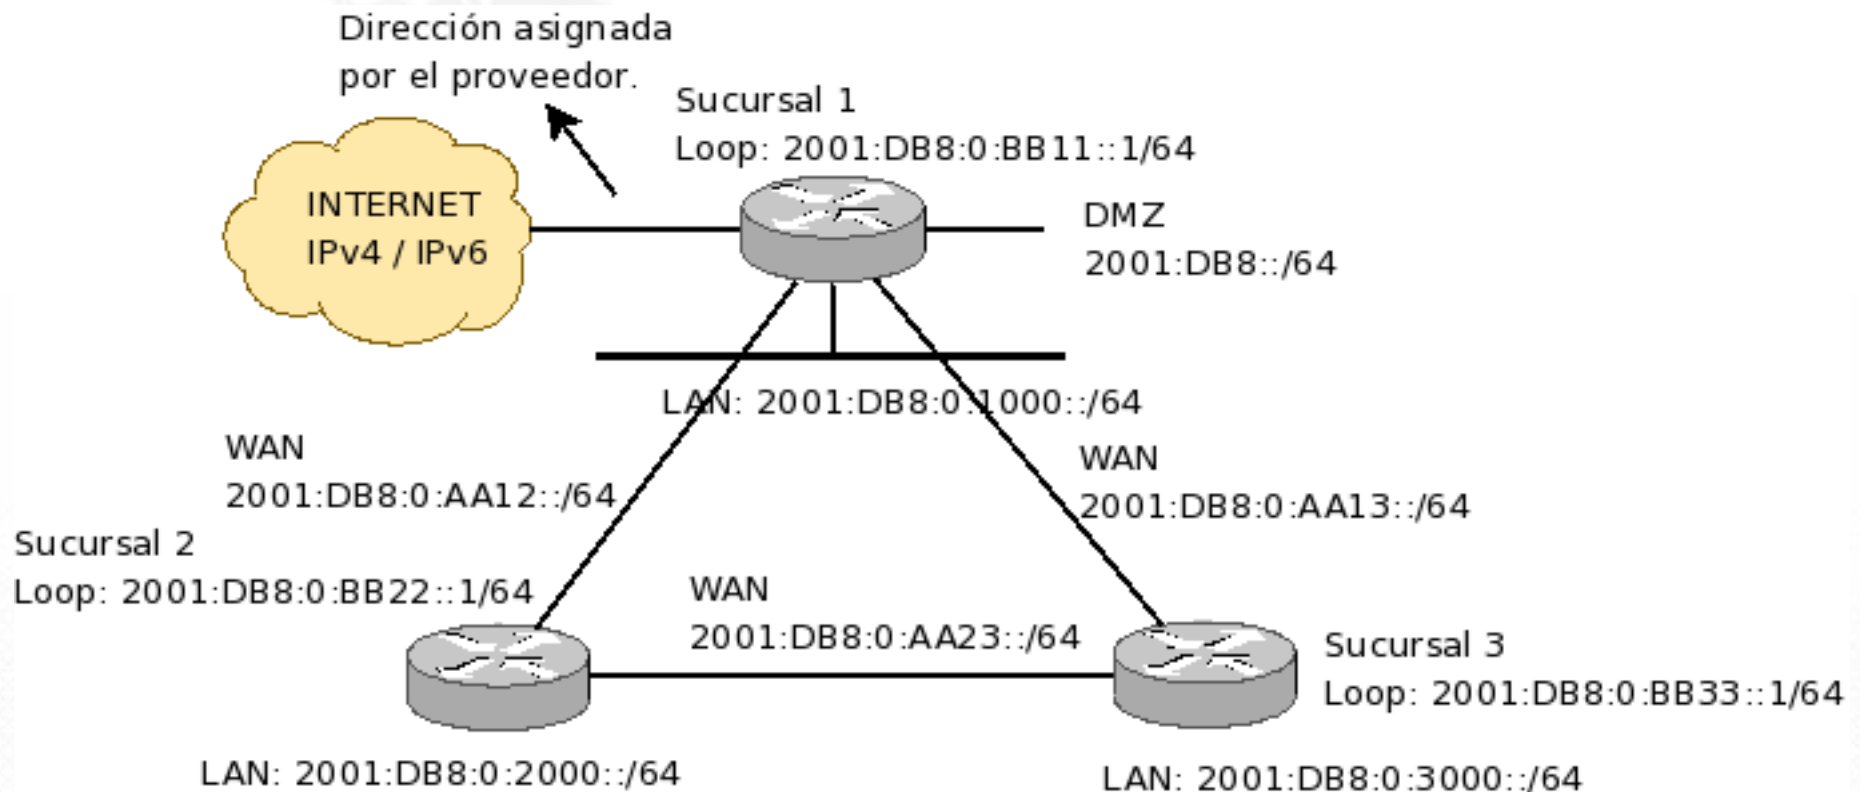 Dirección asignada
por el proveedor.
Sucursal 1
Loop: 2001:DB8:0:BB11::1/64
INTERNET
IPv4 / IPv6
DMZ
2001:DB8::/64
LAN: 2001:DB8:0:1000::/64
WAN
2001:DB8:0:AA12::/64
WAN
2001:DB8:0:AA13::/64
Sucursal 2
Loop: 2001:DB8:0:BB22::1/64
WAN
2001:DB8:0:AA23::/64
Sucursal 3
Loop: 2001:DB8:0:BB33::1/64
LAN: 2001:DB8:0:2000::/64
LAN: 2001:DB8:0:3000::/64